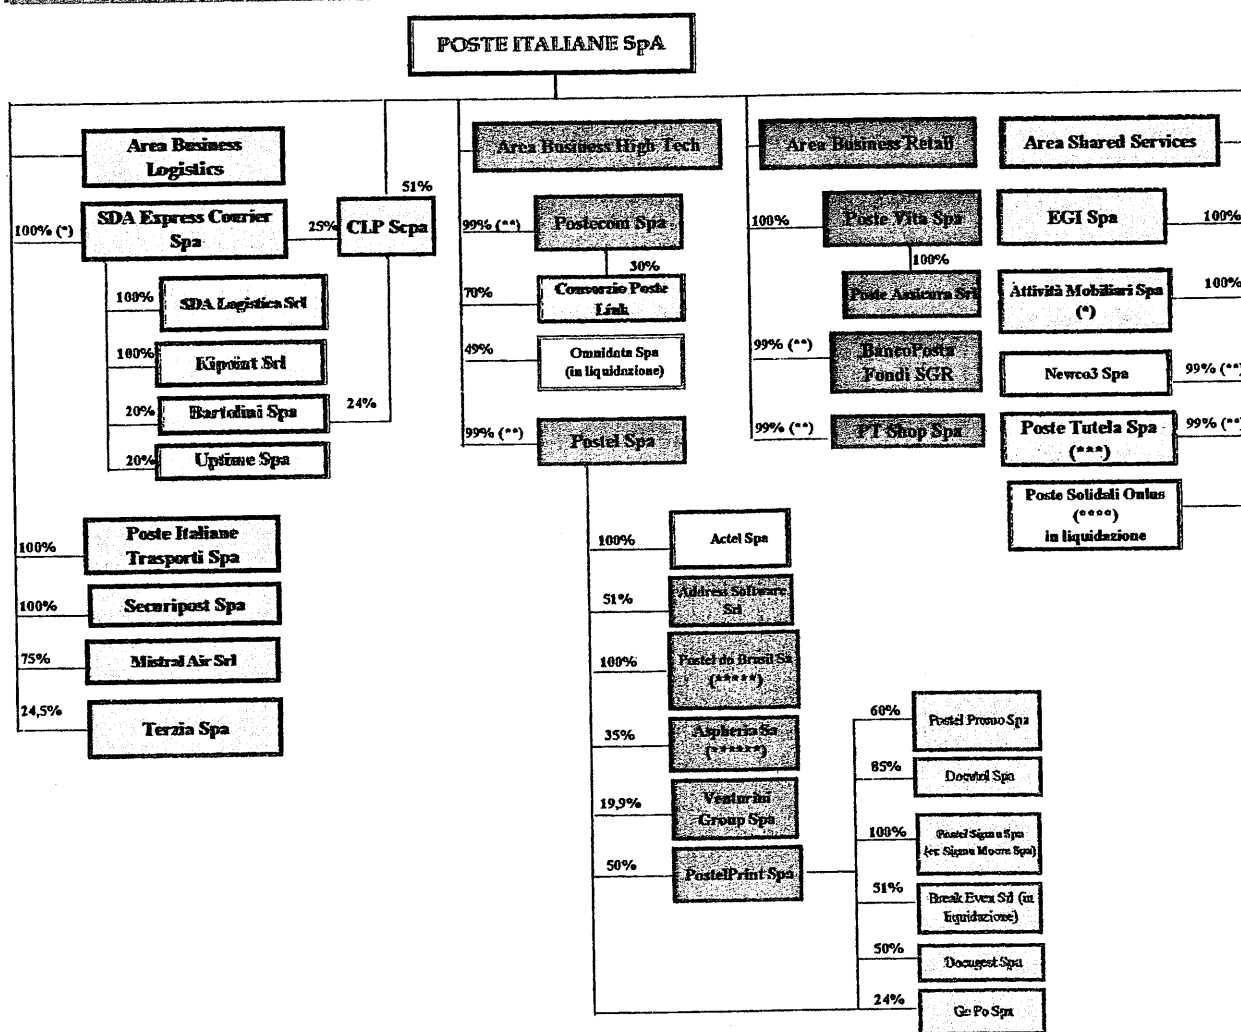 POSTE ITALIANE SpA
Area Business
Logistics
100% (*)
SDA Express Courier
Spa
25%
51%
CLP Scpa
100%
SDA Logistica Srl
100%
Kipoint Srl
20%
Bartolini Spa
24%
20%
Uptime Spa
100%
Poste Italiane
Trasporti Spa
100%
Securipost Spa
75%
Mistral Air Srl
24,5%
Terzia Spa
Area Business High Tech
99% (**)
Postecom Spa
30%
70%
Consorzio Poste
Link
49%
Omnidata Spa
(in liquidazione)
99% (**)
Postel Spa
100%
Actel Spa
51%
Address Software
Srl
100%
Postel do Brasil Sa
(*****)
35%
Aspheria Sa
(******)
19,9%
Venturini
Group Spa
50%
PostelPrint Spa
60%
Postel Promo Spa
85%
Docutel Spa
100%
Postel Sigma Spa
(ex Sigma Moore Spa)
51%
Break Even Srl (in
liquidazione)
50%
Docugest Spa
24%
Ge Po Spa
Area Business Retail
100%
Poste Vita Spa
100%
Poste Assicura Srl
99% (**)
BancoPosta
Fondi SGR
99% (**)
PT Shop Spa
Area Shared Services
EGI Spa
100%
Attività Mobiliari Spa
(*)
100%
Newco3 Spa
99% (**)
Poste Tutela Spa
(***)
99% (**)
Poste Solidali Onlus
(****)
in liquidazione